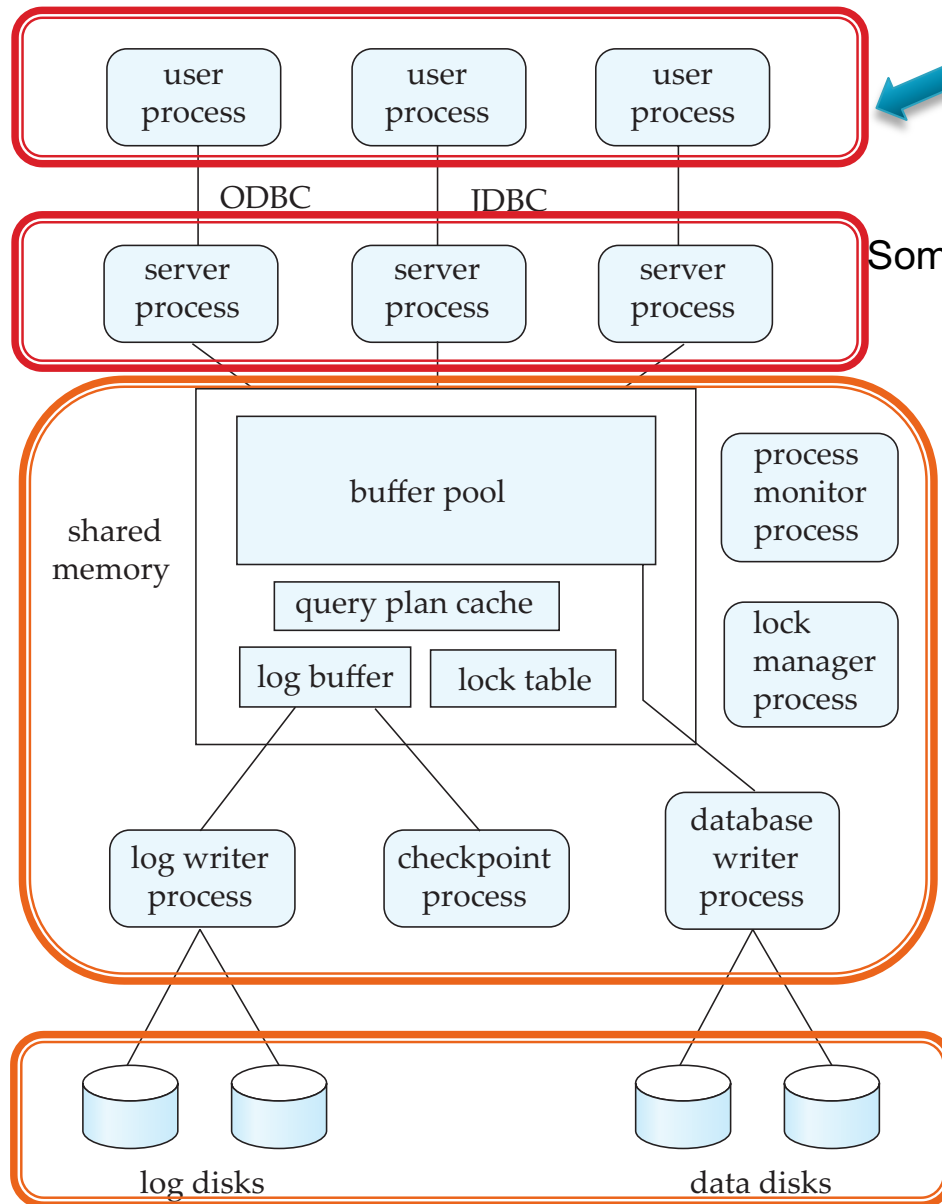 user
process
user
process
user
process
ODBC
JDBC
server
process
server
process
server
process
Som
buffer pool
process
monitor
process
shared
memory
query plan cache
lock
manager
process
log buffer
lock table
log writer
process
checkpoint
process
database
writer
process
log disks
data disks